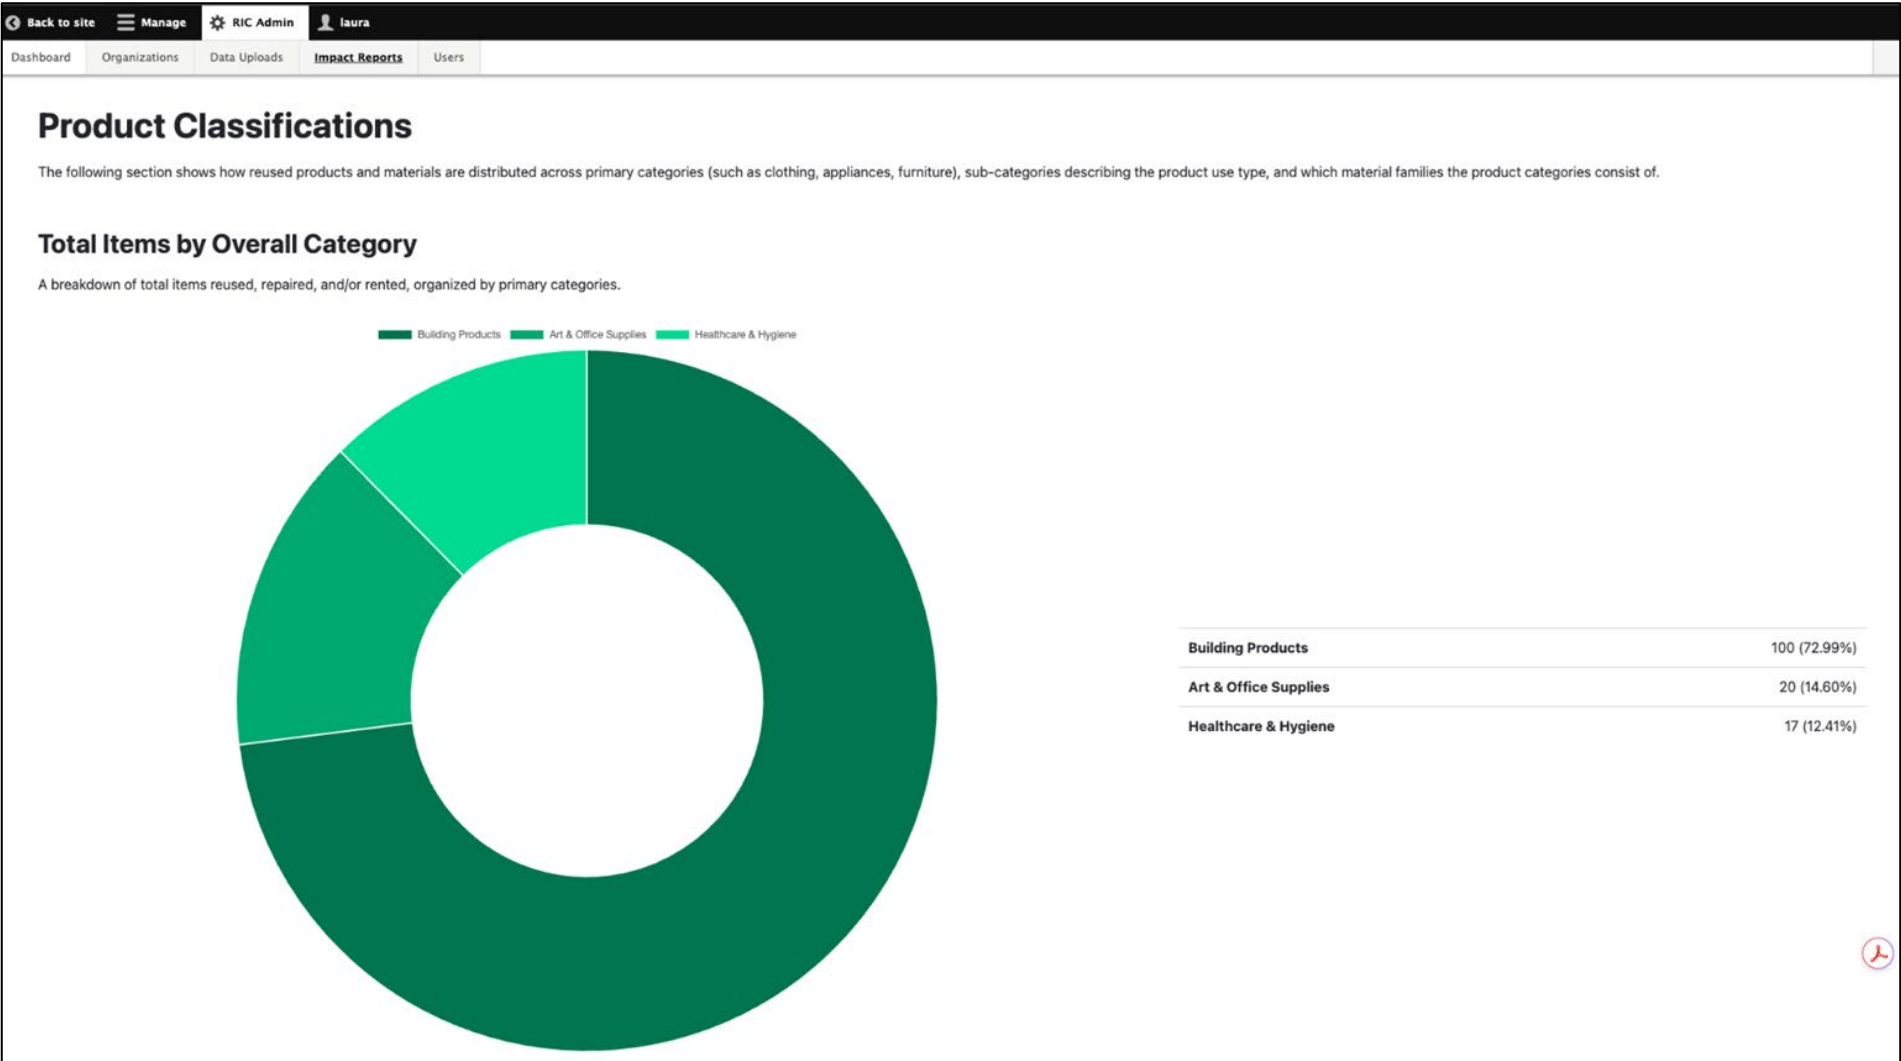 Back to site Manage RIC Admin laura
Dashboard Organizations Data Uploads Impact Reports Users
Product Classifications
The following section shows how reused products and materials are distributed across primary categories (such as clothing, appliances, furniture), sub-categories describing the product use type, and which material families the product categories consist of.
Total Items by Overall Category
A breakdown of total items reused, repaired, and/or rented, organized by primary categories.
Building Products Art & Office Supplies Healthcare & Hygiene
Building Products 100 (72.99%)
Art & Office Supplies 20 (14.60%)
Healthcare & Hygiene 17 (12.41%)